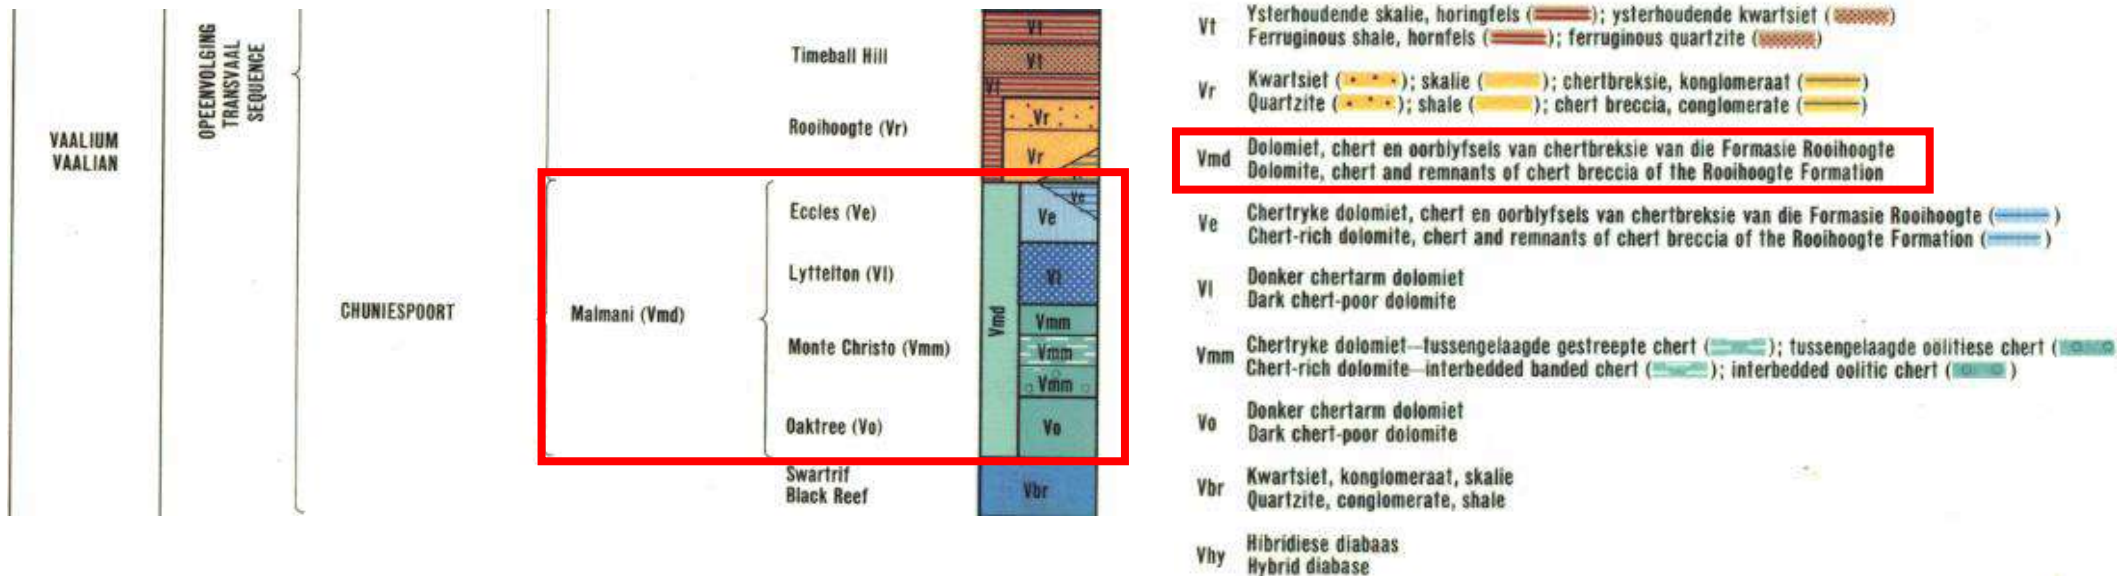 VAALIUM
VAALIAN
OPEENVOLGING
TRANSVAAL
SEQUENCE
CHUNIESPOORT
Malmani (Vmd)
Timeball Hill
Rooihoogte (Vr)
Eccles (Ve)
Lyttelton (Vl)
Monte Christo (Vmm)
Oaktree (Vo)
Swartrif
Black Reef
Vt
Vt
Vt
Vr
Vr
Ve
Ve
Vl
Vmd
Vmm
Vmm
Vmm
Vo
Vbr
Vt
Ysterhoudende skalie, horingfels ( ); ysterhoudende kwartsiet ( )
Ferruginous shale, hornfels ( ); ferruginous quartzite ( )
Vr
Kwartsiet ( ); skalie ( ); chertbreksie, konglomeraat ( )
Quartzite ( ); shale ( ); chert breccia, conglomerate ( )
Vmd
Dolomiet, chert en oorblyfsels van chertbreksie van die Formasie Rooihoogte
Dolomite, chert and remnants of chert breccia of the Rooihoogte Formation
Ve
Chertryke dolomiet, chert en oorblyfsels van chertbreksie van die Formasie Rooihoogte ( )
Chert-rich dolomite, chert and remnants of chert breccia of the Rooihoogte Formation ( )
Vl
Donker chertarm dolomiet
Dark chert-poor dolomite
Vmm
Chertryke dolomiet—tussengelaagde gestreepte chert ( ); tussengelaagde oölitiese chert (
Chert-rich dolomite—interbedded banded chert ( ); interbedded oolitic chert ( )
Vo
Donker chertarm dolomiet
Dark chert-poor dolomite
Vbr
Kwartsiet, konglomeraat, skalie
Quartzite, conglomerate, shale
Vhy
Hibridiese diabaas
Hybrid diabase